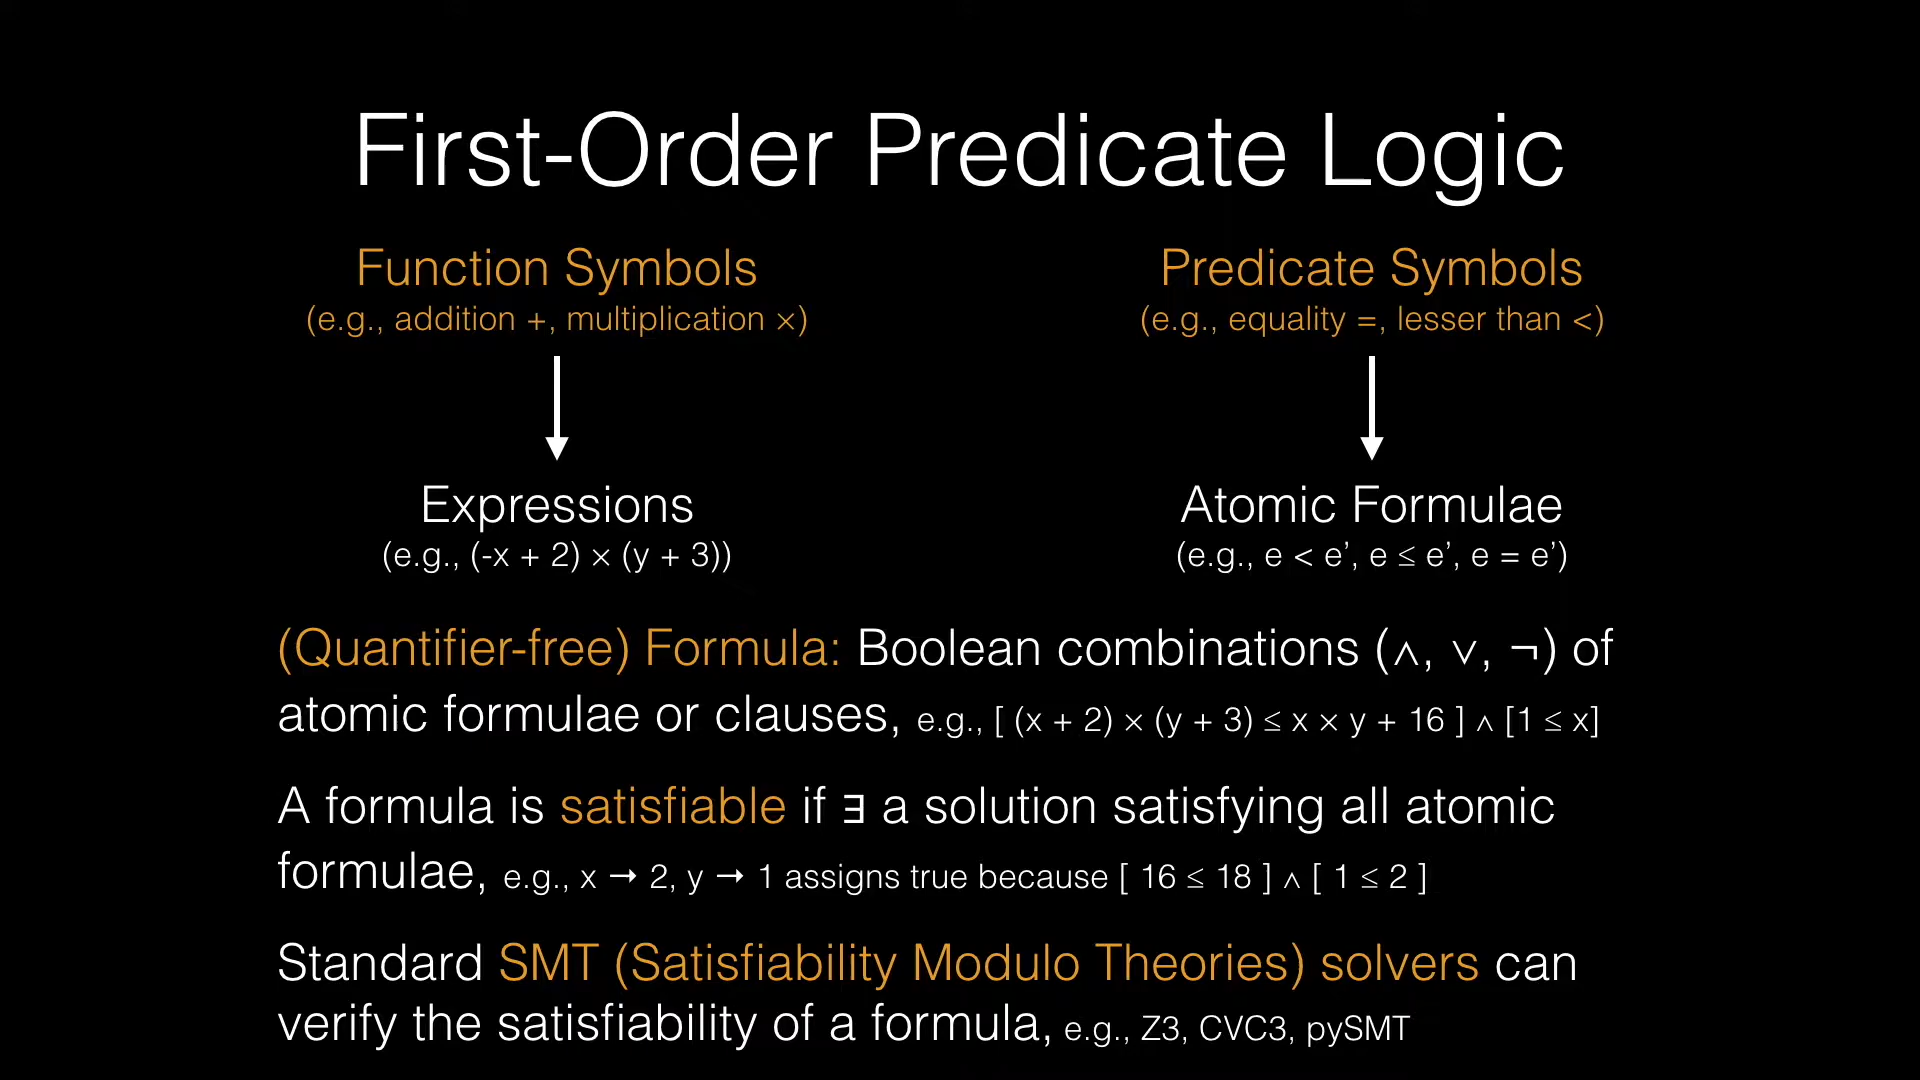 First-Order Predicate Logic
Function Symbols
(e.g., addition +, multiplication ×)
Predicate Symbols
(e.g., equality =, lesser than <)
Expressions
(e.g., (-x + 2) × (y + 3))
Atomic Formulae
(e.g., e < e’, e ≤ e’, e = e’)
(Quantifier-free) Formula: Boolean combinations (∧, ∨, ¬) of
atomic formulae or clauses, e.g., [ (x + 2) × (y + 3) ≤ x × y + 16 ] ∧ [1 ≤ x]
A formula is satisfiable if ∃ a solution satisfying all atomic
formulae, e.g., x → 2, y → 1 assigns true because [ 16 ≤ 18 ] ∧ [ 1 ≤ 2 ]
Standard SMT (Satisfiability Modulo Theories) solvers can
verify the satisfiability of a formula, e.g., Z3, CVC3, pySMT